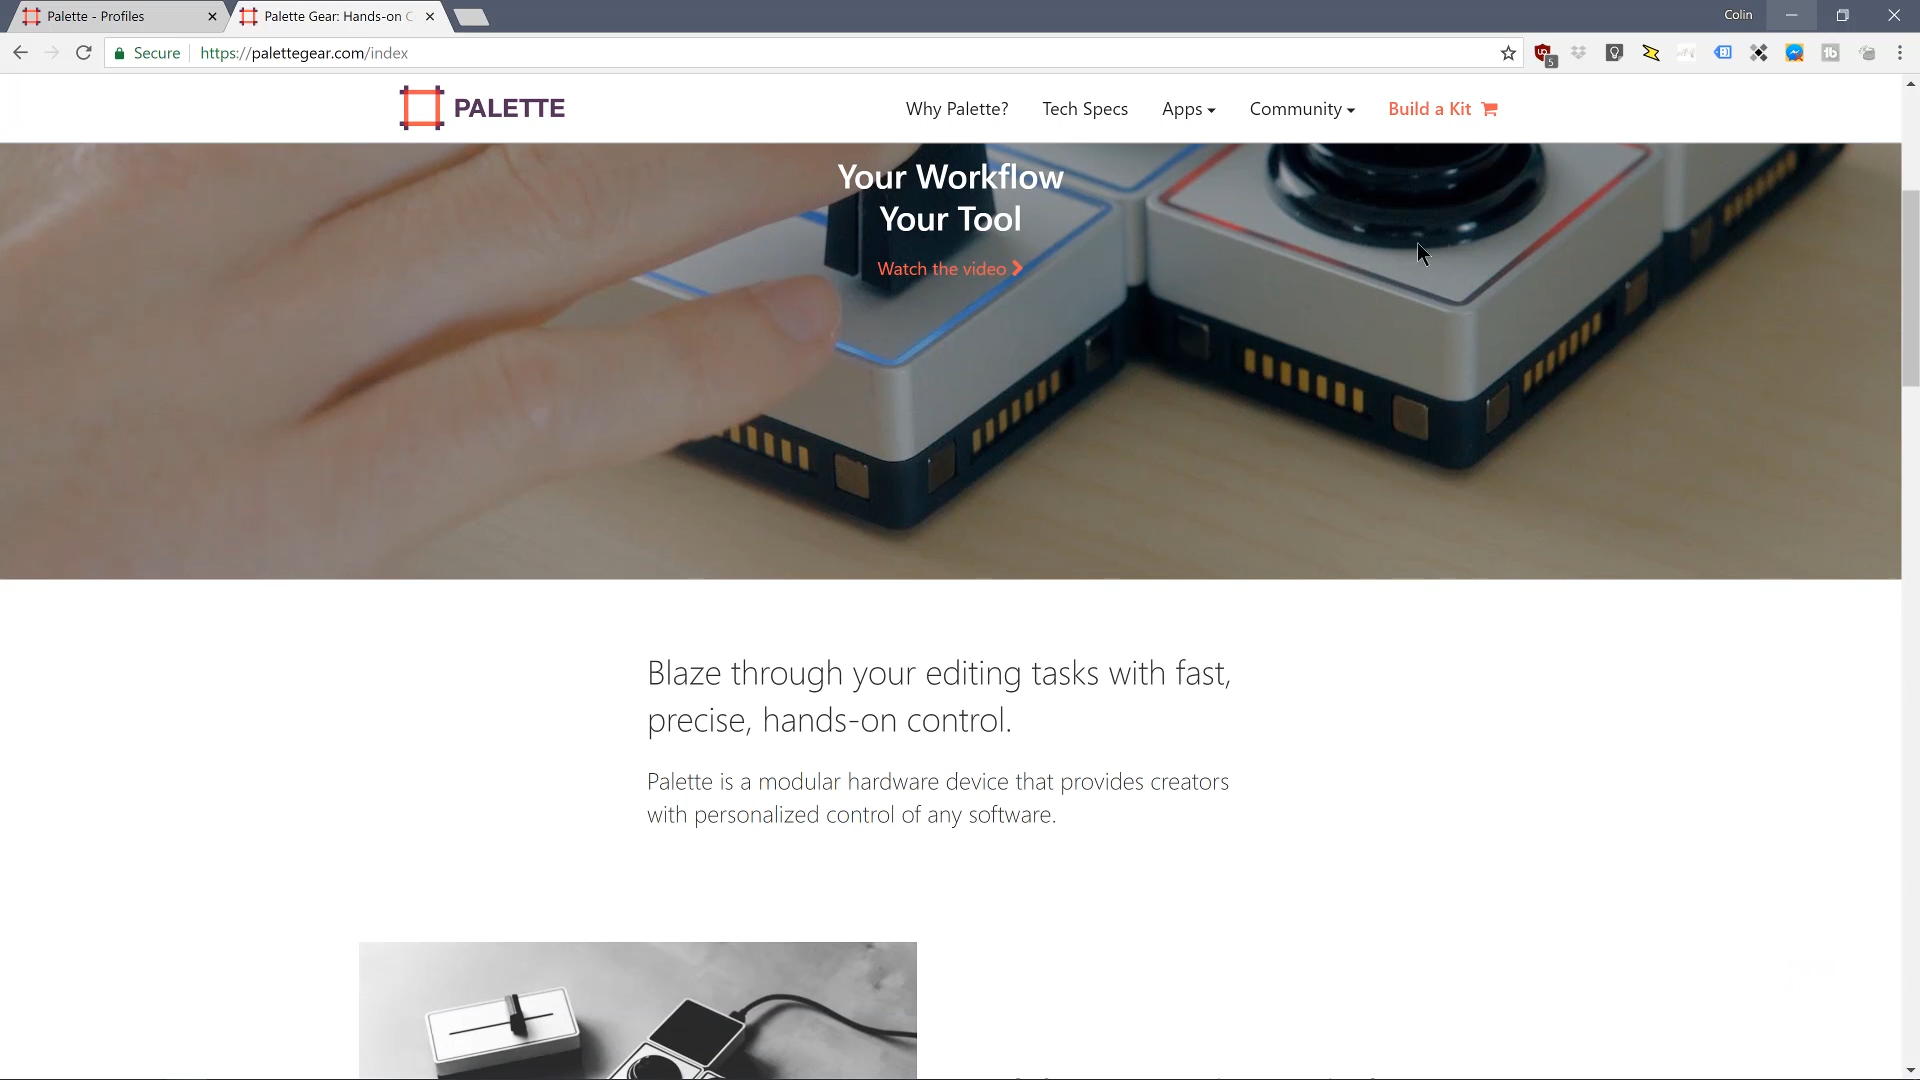 Palette - Profiles
Palette Gear: Hands-on C
Colin
Secure
https://palettegear.com/index
5
PALETTE
Why Palette?
Tech Specs
Apps
Community
Build a Kit
Your Workflow
Your Tool
Watch the video
Blaze through your editing tasks with fast,
precise, hands-on control.
Palette is a modular hardware device that provides creators
with personalized control of any software.